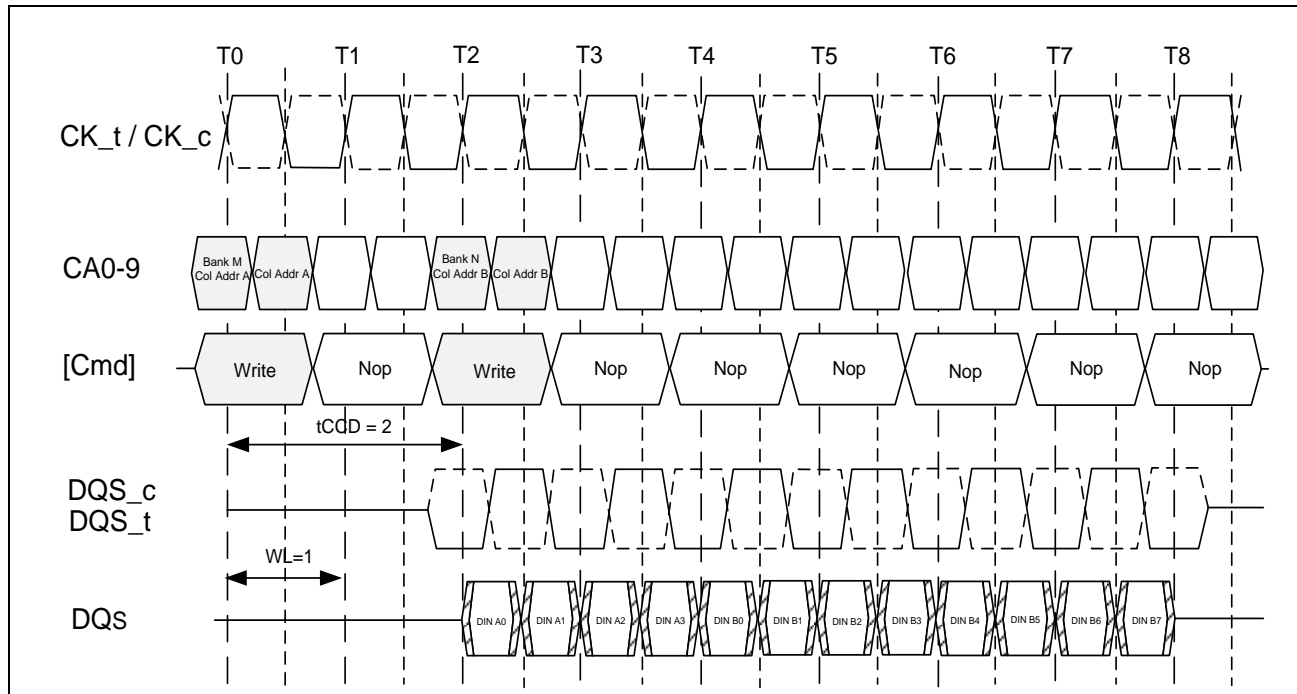 T0 T1 T2 T3 T4 T5 T6 T7 T8
CK_t / CK_c
CA0-9
Bank M
Col Addr A
Col Addr A
Bank N
Col Addr B
Col Addr B
[Cmd]
Write Nop Write Nop Nop Nop Nop Nop Nop
tCCD = 2
DQS_c
DQS_t
WL=1
DQs
DIN A0 DIN A1 DIN A2 DIN A3 DIN B0 DIN B1 DIN B2 DIN B3 DIN B4 DIN B5 DIN B6 DIN B7